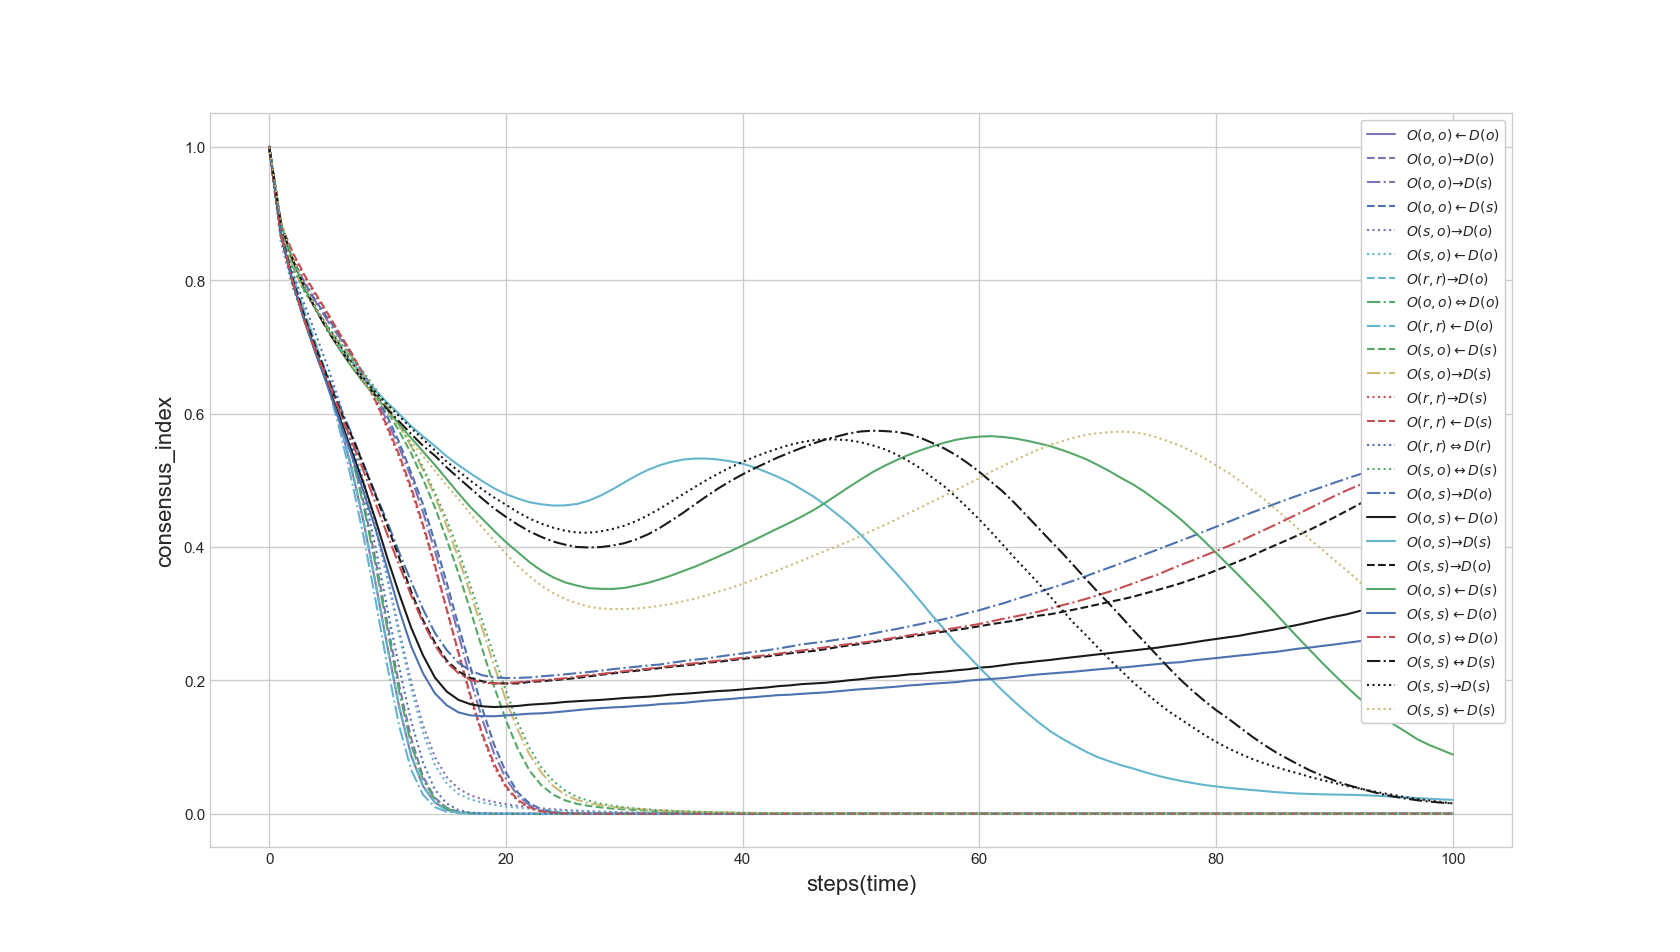 1.0
0.8
0.6
0.4
0.2
0.0
consensus_index
0
20
40
60
80
100
steps(time)
O(o, o)←D(o)
O(o, o)→D(o)
O(o, o)→D(s)
O(o, o)←D(s)
O(s, o)→D(o)
O(s, o)←D(o)
O(r, r)→D(o)
O(o, o)⇔D(o)
O(r, r)←D(o)
O(s, o)←D(s)
O(s, o)→D(s)
O(r, r)→D(s)
O(r, r)←D(s)
O(r, r)⇔D(r)
O(s, o)⇔D(s)
O(o, s)→D(o)
O(o, s)←D(o)
O(o, s)→D(s)
O(s, s)→D(o)
O(o, s)←D(s)
O(s, s)←D(o)
O(o, s)⇔D(o)
O(s, s)↔D(s)
O(s, s)→D(s)
O(s, s)←D(s)